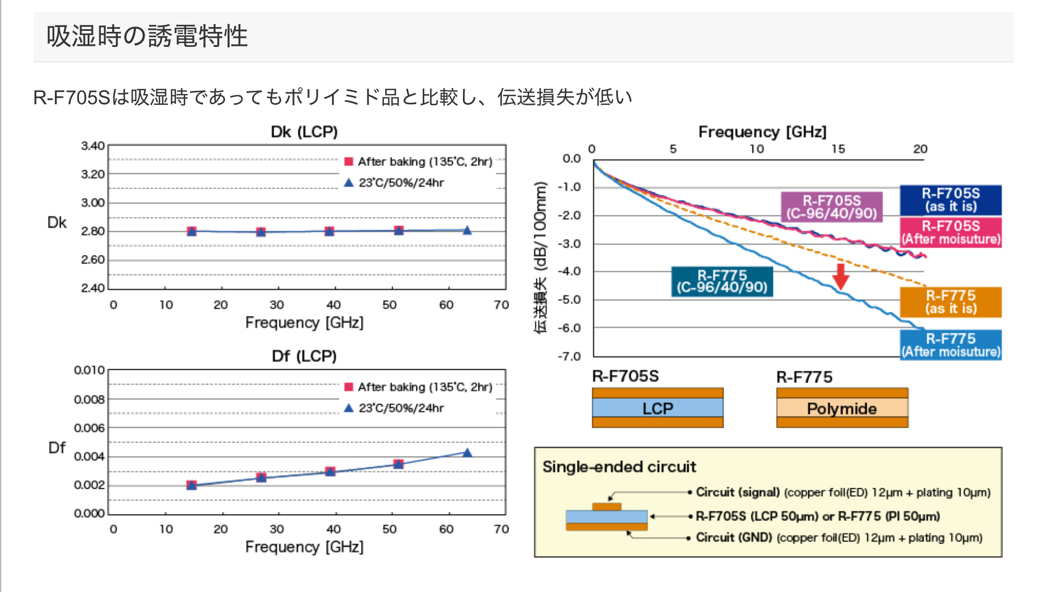 吸湿時の誘電特性
R-F705Sは吸湿時であってもポリイミド品と比較し、伝送損失が低い
Dk (LCP)
3.40
3.20
3.00
2.80
2.60
2.40
Dk
After baking (135℃, 2hr)
23℃/50%/24hr
0 10 20 30 40 50 60 70
Frequency [GHz]
Df (LCP)
0.010
0.008
0.006
0.004
0.002
0.000
Df
After baking (135℃, 2hr)
23℃/50%/24hr
0 10 20 30 40 50 60 70
Frequency [GHz]
Frequency [GHz]
0 5 10 15 20
0.0
-1.0
-2.0
-3.0
-4.0
-5.0
-6.0
-7.0
伝送損失 (dB/100mm)
R-F705S
(C-96/40/90)
R-F705S
(as it is)
R-F705S
(After moisuture)
R-F775
(C-96/40/90)
R-F775
(as it is)
R-F775
(After moisuture)
R-F705S
LCP
R-F775
Polymide
Single-ended circuit
Circuit (signal) (copper foil(ED) 12μm + plating 10μm)
R-F705S (LCP 50μm) or R-F775 (PI 50μm)
Circuit (GND) (copper foil(ED) 12μm + plating 10μm)